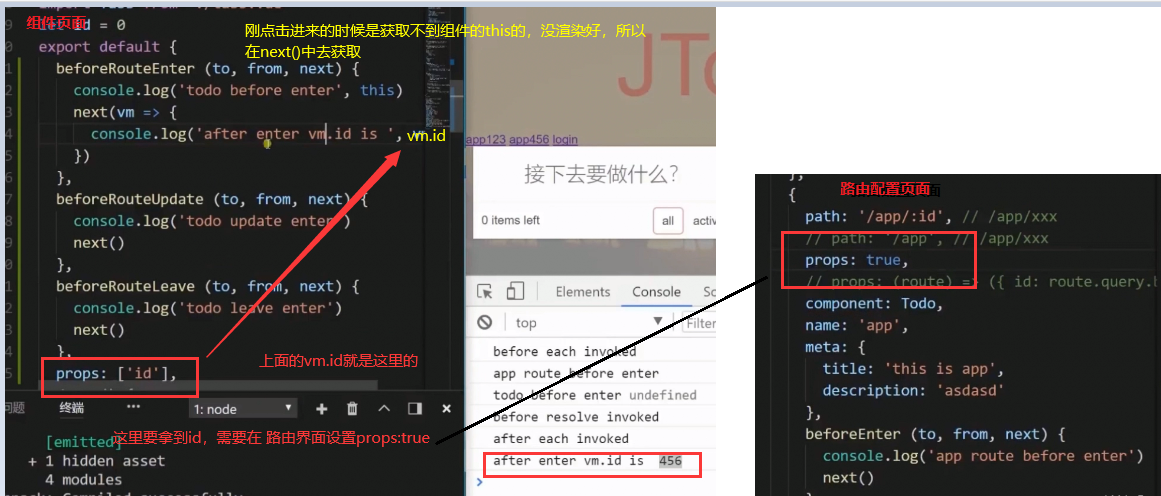 组件页面
let id = 0
export default {
刚点击进来的时候是获取不到组件的this的，没渲染好，所以
在next()中去获取
beforeRouteEnter (to, from, next) {
console.log('todo before enter', this)
next(vm => {
console.log('after enter vm.id is ', vm.id
})
},
beforeRouteUpdate (to, from, next) {
console.log('todo update enter')
next()
},
beforeRouteLeave (to, from, next) {
console.log('todo leave enter')
next()
},
上面的vm.id就是这里的
props: ['id'],
问题 终端 ••• 1: node
这里要拿到id，需要在 路由界面设置props:true
[emitted]
+ 1 hidden asset
4 modules
Compiled successfully
JTo
app123 app456 login
接下去要做什么?
0 items left all activ
Elements Console So
top Filter
before each invoked
app route before enter
todo before enter undefined
before resolve invoked
after each invoked
after enter vm.id is 456
路由配置页面
},
{
path: '/app/:id', // /app/xxx
// path: '/app', // /app/xxx
props: true,
// props: (route) => ({ id: route.query.b
component: Todo,
name: 'app',
meta: {
title: 'this is app',
description: 'asdasd'
},
beforeEnter (to, from, next) {
console.log('app route before enter')
next()